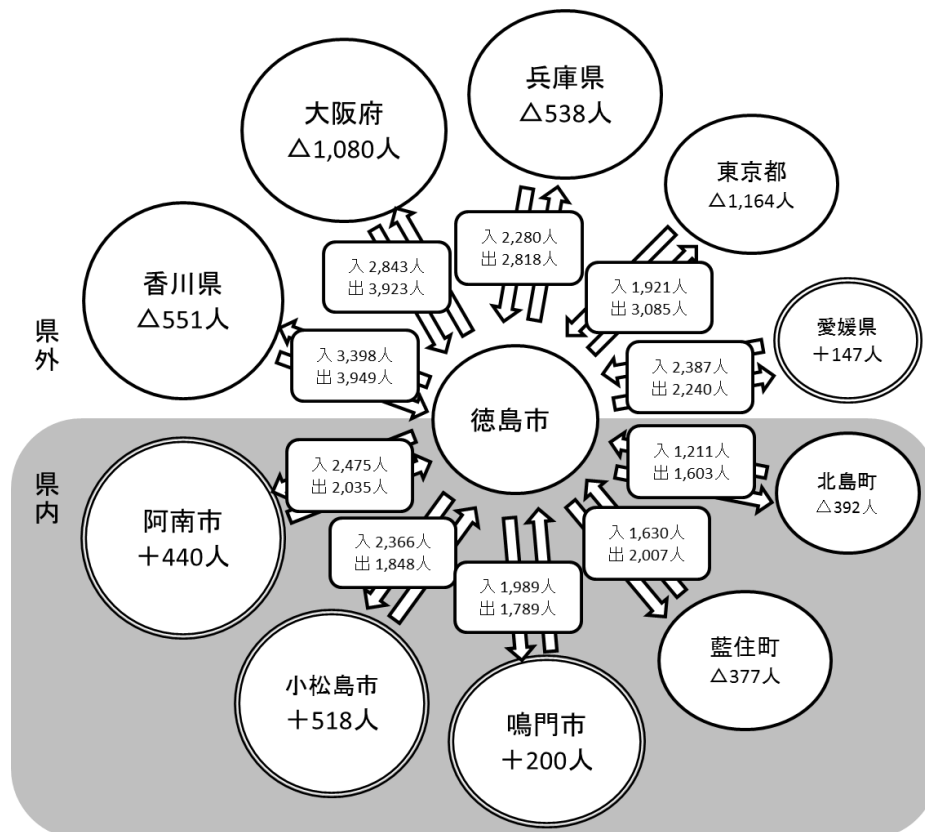 兵庫県
△538人
大阪府
△1,080人
東京都
△1,164人
入 2,280人
出 2,818人
入 2,843人
出 3,923人
入 1,921人
出 3,085人
香川県
△551人
愛媛県
＋147人
県外
入 3,398人
出 3,949人
入 2,387人
出 2,240人
徳島市
県内
入 2,475人
出 2,035人
入 1,211人
出 1,603人
北島町
△392人
阿南市
＋440人
入 2,366人
出 1,848人
入 1,630人
出 2,007人
入 1,989人
出 1,789人
藍住町
△377人
小松島市
＋518人
鳴門市
＋200人